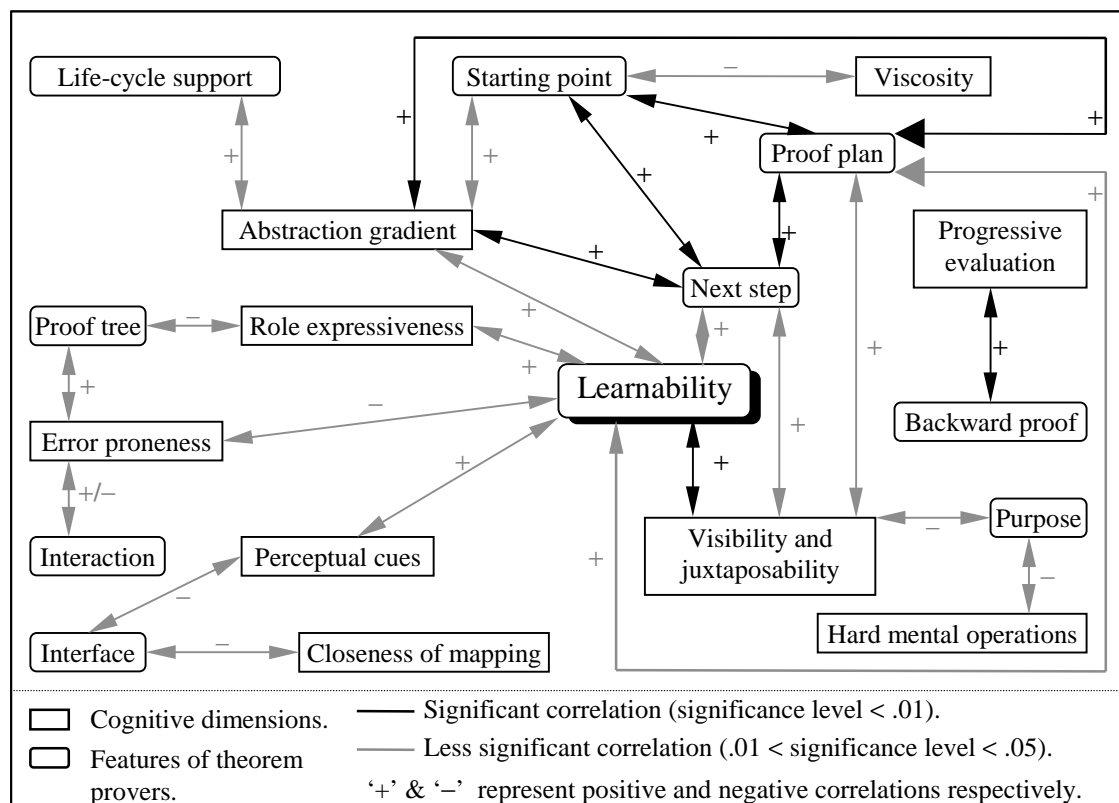 Life-cycle support
Starting point
–
Viscosity
+
+
+
Proof plan
+
+
+
+
+
Abstraction gradient
+
+
Progressive
evaluation
Next step
Proof tree
–
Role expressiveness
+
+
+
+
+
+
Learnability
–
Backward proof
Error proneness
+
+
+
+/–
Purpose
Interaction
Perceptual cues
+
Visibility and
juxtaposability
–
–
–
Interface
–
Closeness of mapping
Hard mental operations
Cognitive dimensions.
Significant correlation (significance level < .01).
Features of theorem
provers.
Less significant correlation (.01 < significance level < .05).
‘+’ & ‘–’ represent positive and negative correlations respectively.